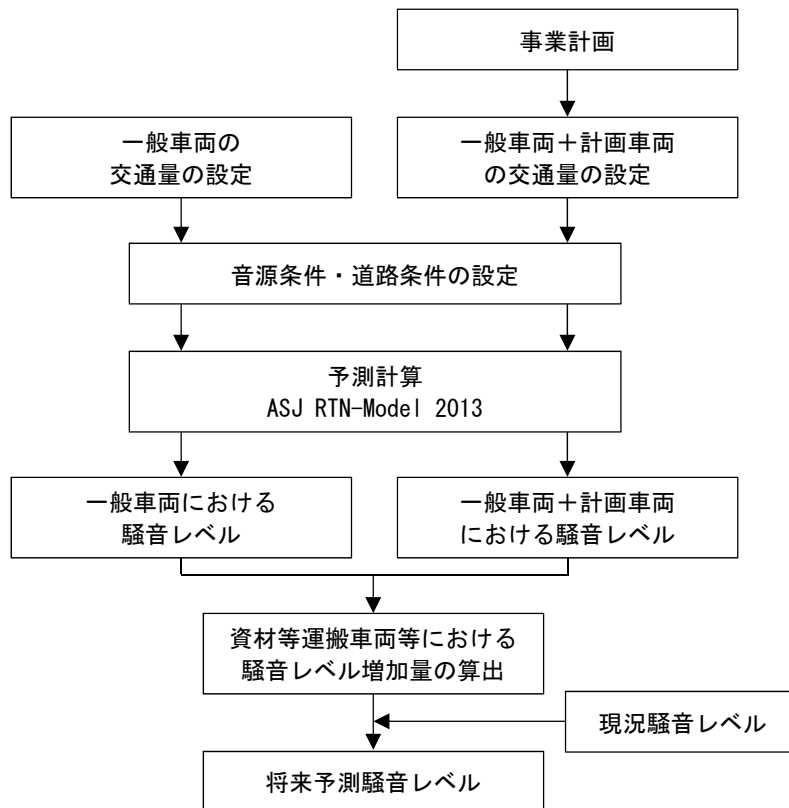 事業計画
一般車両の
交通量の設定
一般車両＋計画車両
の交通量の設定
音源条件・道路条件の設定
予測計算
ASJ RTN-Model 2013
一般車両における
騒音レベル
一般車両＋計画車両
における騒音レベル
資材等運搬車両等における
騒音レベル増加量の算出
現況騒音レベル
将来予測騒音レベル